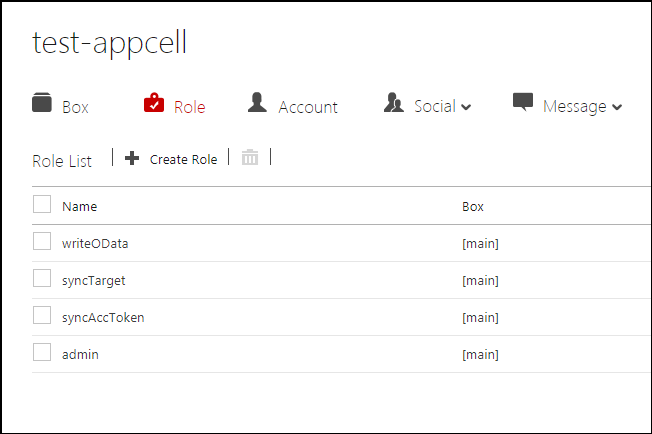 test-appcell
Box Role Account Social Message
Role List Create Role
Name Box
writeOData [main]
syncTarget [main]
syncAccToken [main]
admin [main]